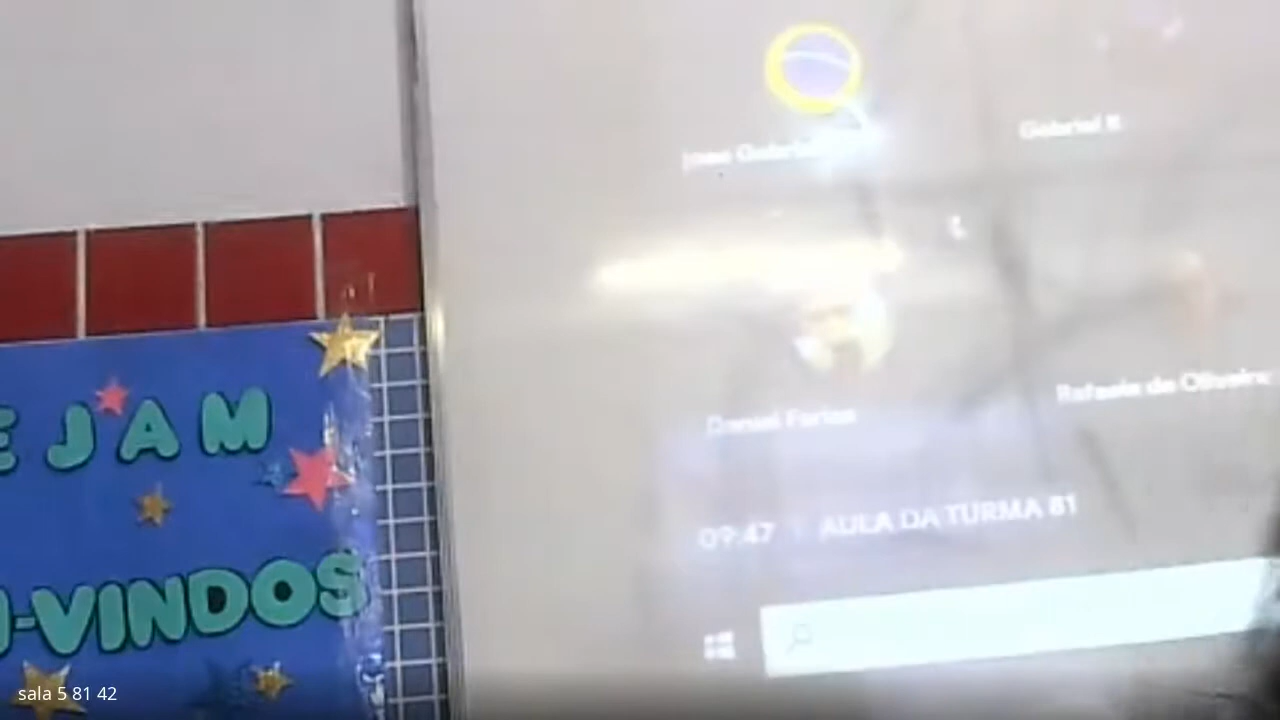 Gabriel
E JAM
Daniel Farias
Rafaela de Oliveira
09:47 | AULA DA TURMA 81
-VINDOS
sala 5 81 42